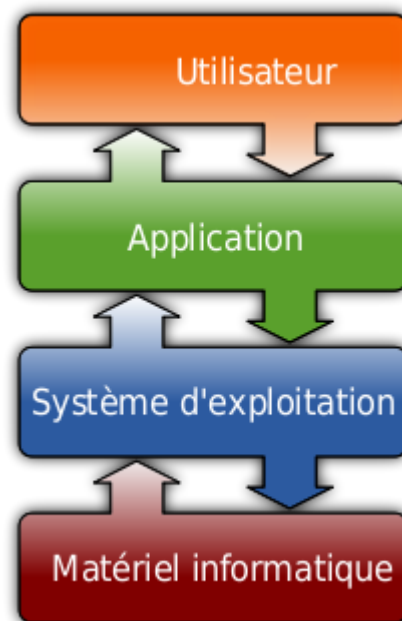 Utilisateur
Application
Système d'exploitation
Matériel informatique